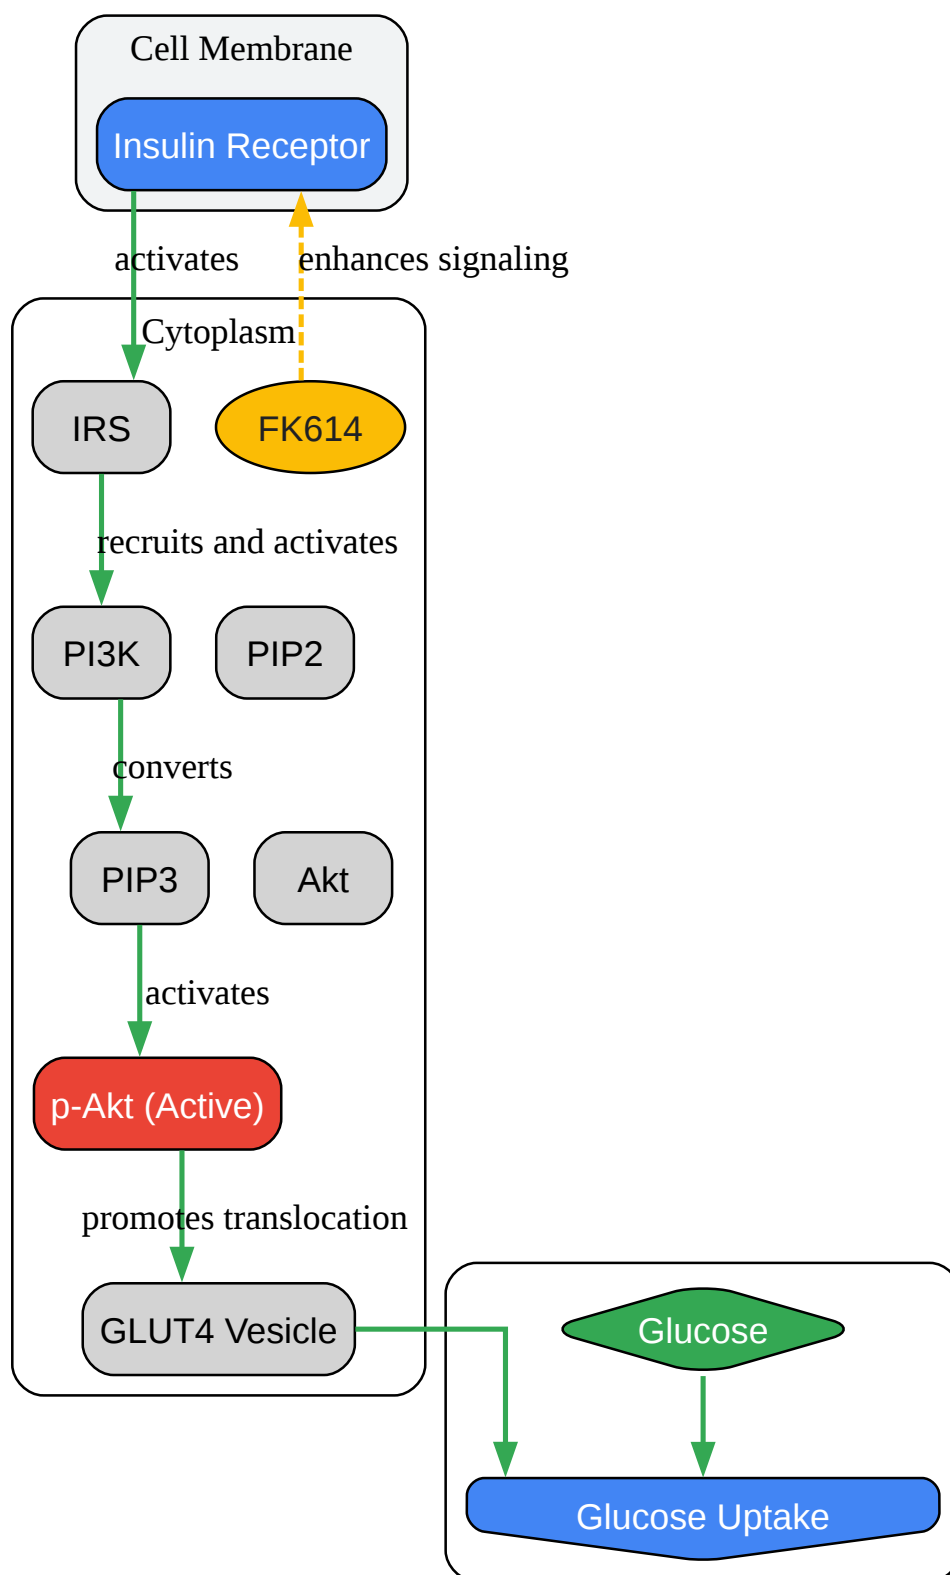 Cell Membrane
Insulin Receptor
activates
enhances signaling
Cytoplasm
IRS
FK614
recruits and activates
PI3K
PIP2
converts
PIP3
Akt
activates
p-Akt (Active)
promotes translocation
GLUT4 Vesicle
Glucose
Glucose Uptake